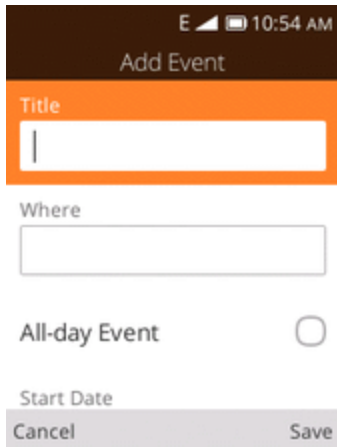 E 10:54 AM
Add Event
Title
Where
All-day Event
Start Date
Cancel Save